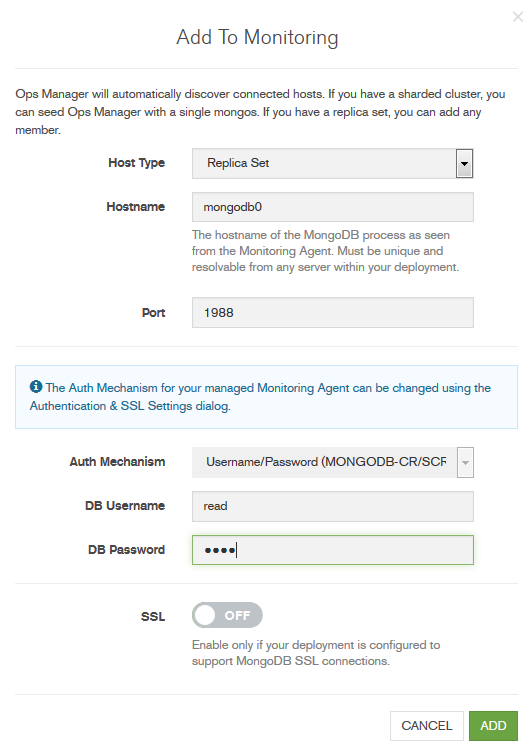 ×
Add To Monitoring
Ops Manager will automatically discover connected hosts. If you have a sharded cluster, you
can seed Ops Manager with a single mongos. If you have a replica set, you can add any
member.
Host Type Replica Set
Hostname mongodb0
The hostname of the MongoDB process as seen
from the Monitoring Agent. Must be unique and
resolvable from any server within your deployment.
Port 1988
The Auth Mechanism for your managed Monitoring Agent can be changed using the
Authentication & SSL Settings dialog.
Auth Mechanism Username/Password (MONGODB-CR/SCR
DB Username read
DB Password ••••
SSL OFF
Enable only if your deployment is configured to
support MongoDB SSL connections.
CANCEL ADD